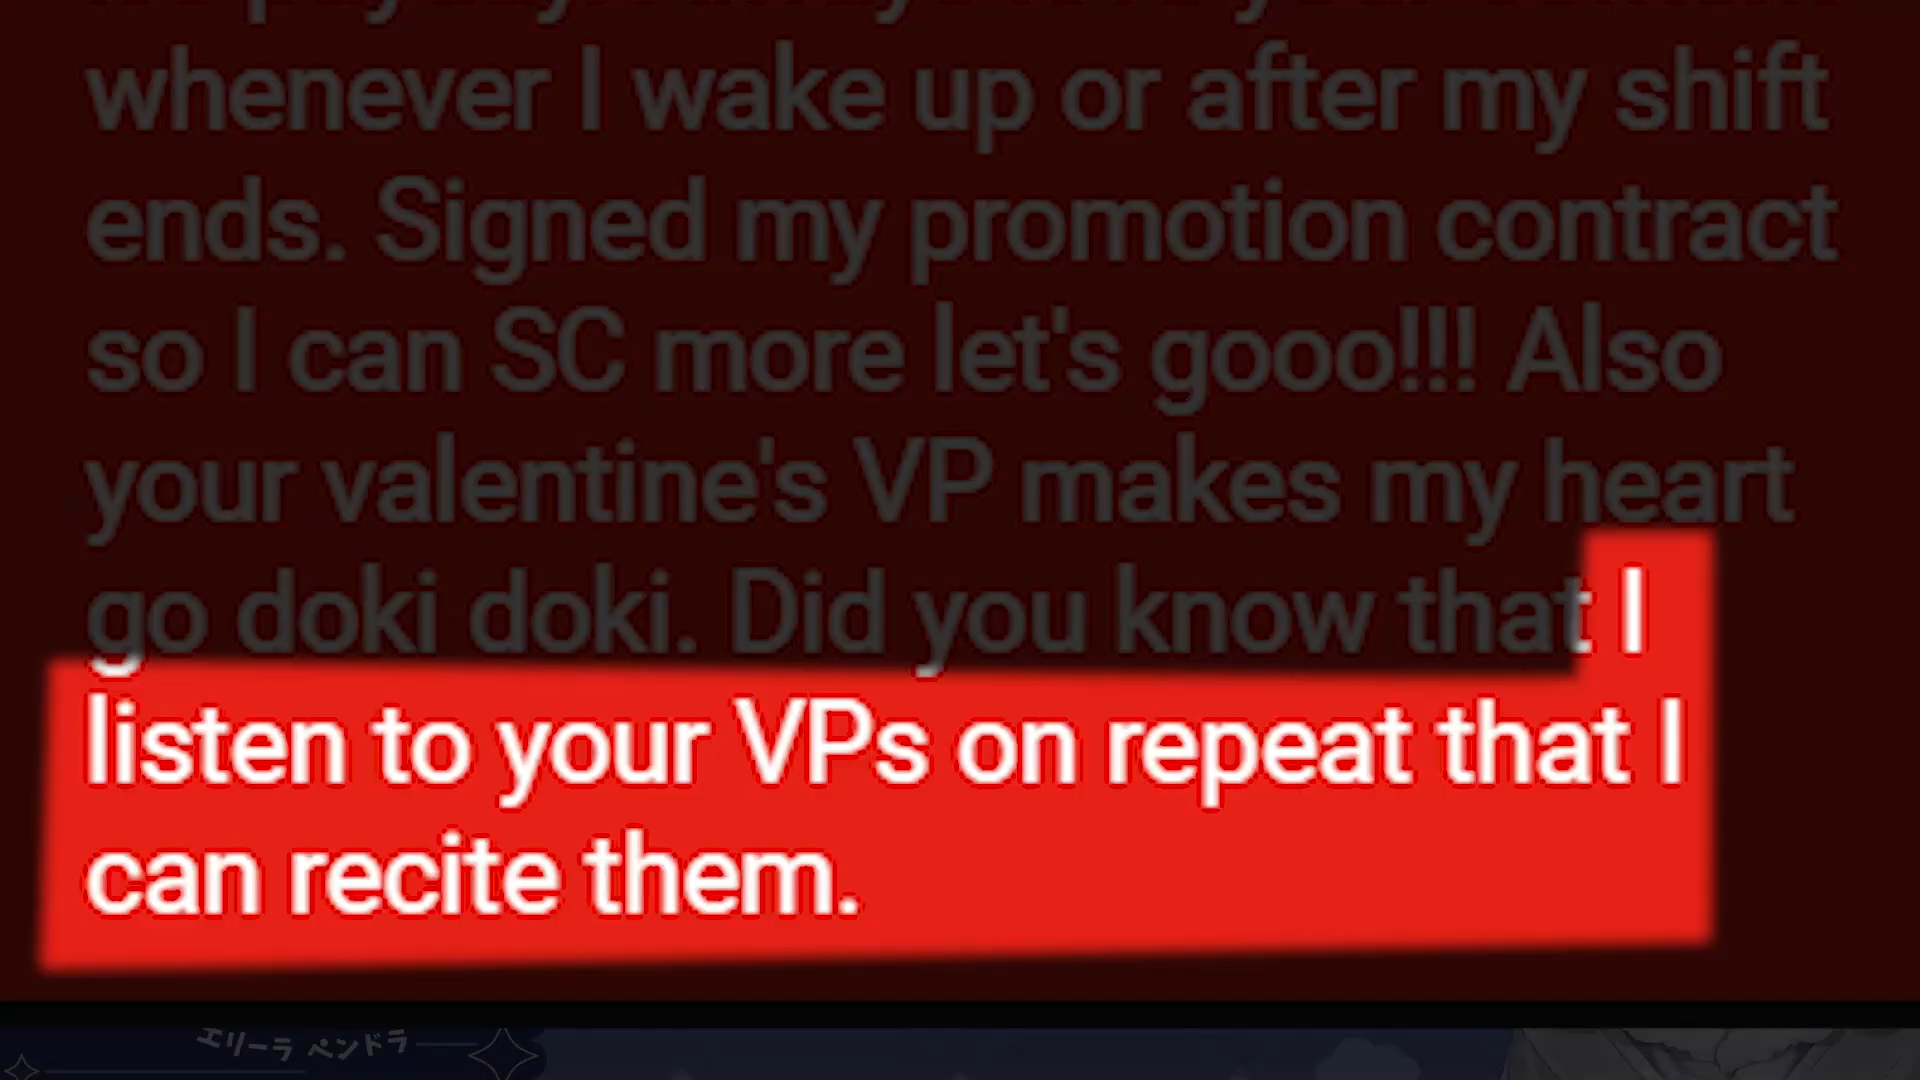 whenever I wake up or after my shift
ends. Signed my promotion contract
so I can SC more let's gooo!!! Also
your valentine's VP makes my heart
go doki doki. Did you know that I
listen to your VPs on repeat that I
can recite them.
エリーラ ペンドラ